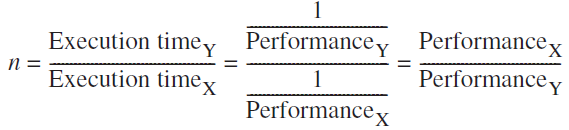 n = Execution time_Y / Execution time_X = (1 / Performance_Y) / (1 / Performance_X) = Performance_X / Performance_Y